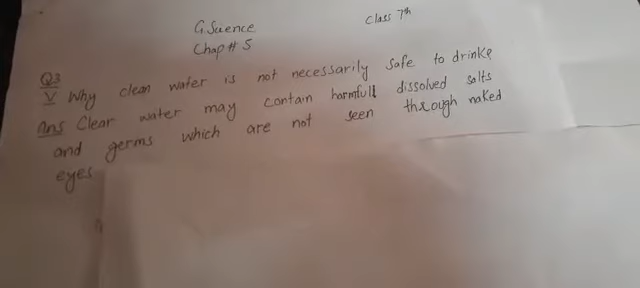 G.Science
Class 7th
Chap # 5
Q3
V Why clean water is not necessarily safe to drink?
Ans Clear water may contain harmfull dissolved salts
and germs which are not seen through naked
eyes